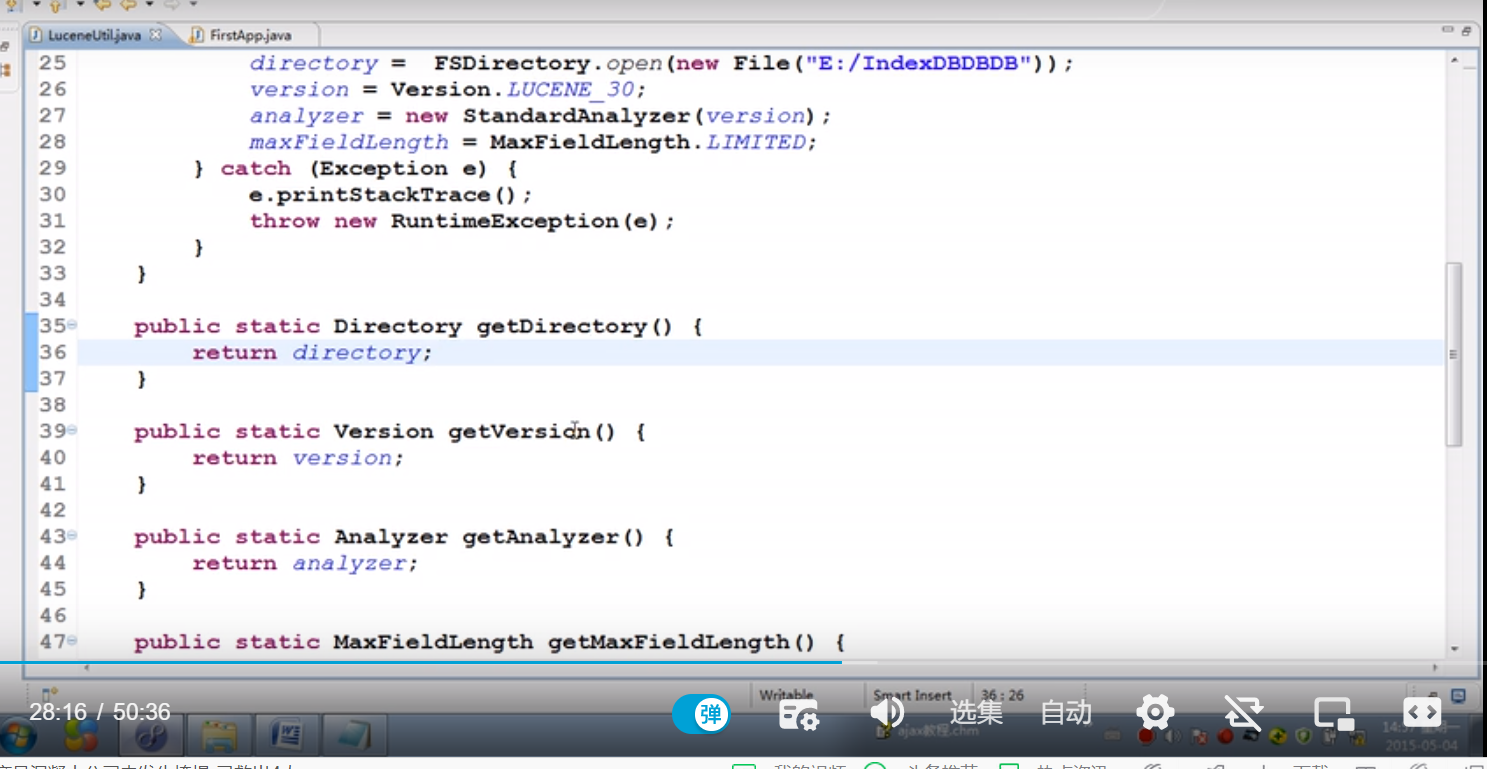 LuceneUtil.java FirstApp.java
25 directory = FSDirectory.open(new File("E:/IndexDBDBDB"));
26 version = Version.LUCENE_30;
27 analyzer = new StandardAnalyzer(version);
28 maxFieldLength = MaxFieldLength.LIMITED;
29 } catch (Exception e) {
30 e.printStackTrace();
31 throw new RuntimeException(e);
32 }
33 }
34
35 public static Directory getDirectory() {
36 return directory;
37 }
38
39 public static Version getVersion() {
40 return version;
41 }
42
43 public static Analyzer getAnalyzer() {
44 return analyzer;
45 }
46
47 public static MaxFieldLength getMaxFieldLength() {
Writable Smart Insert 36 : 26
28:16 / 50:36 弹 选集 自动
ajax教程.chm
2015-05-04